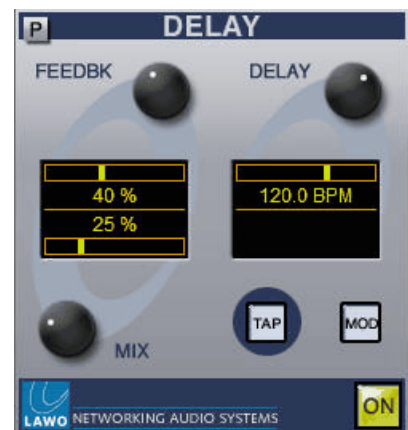 P DELAY
FEEDBK DELAY
40 % 120.0 BPM
25 %
TAP MOD
MIX
LAWO NETWORKING AUDIO SYSTEMS ON